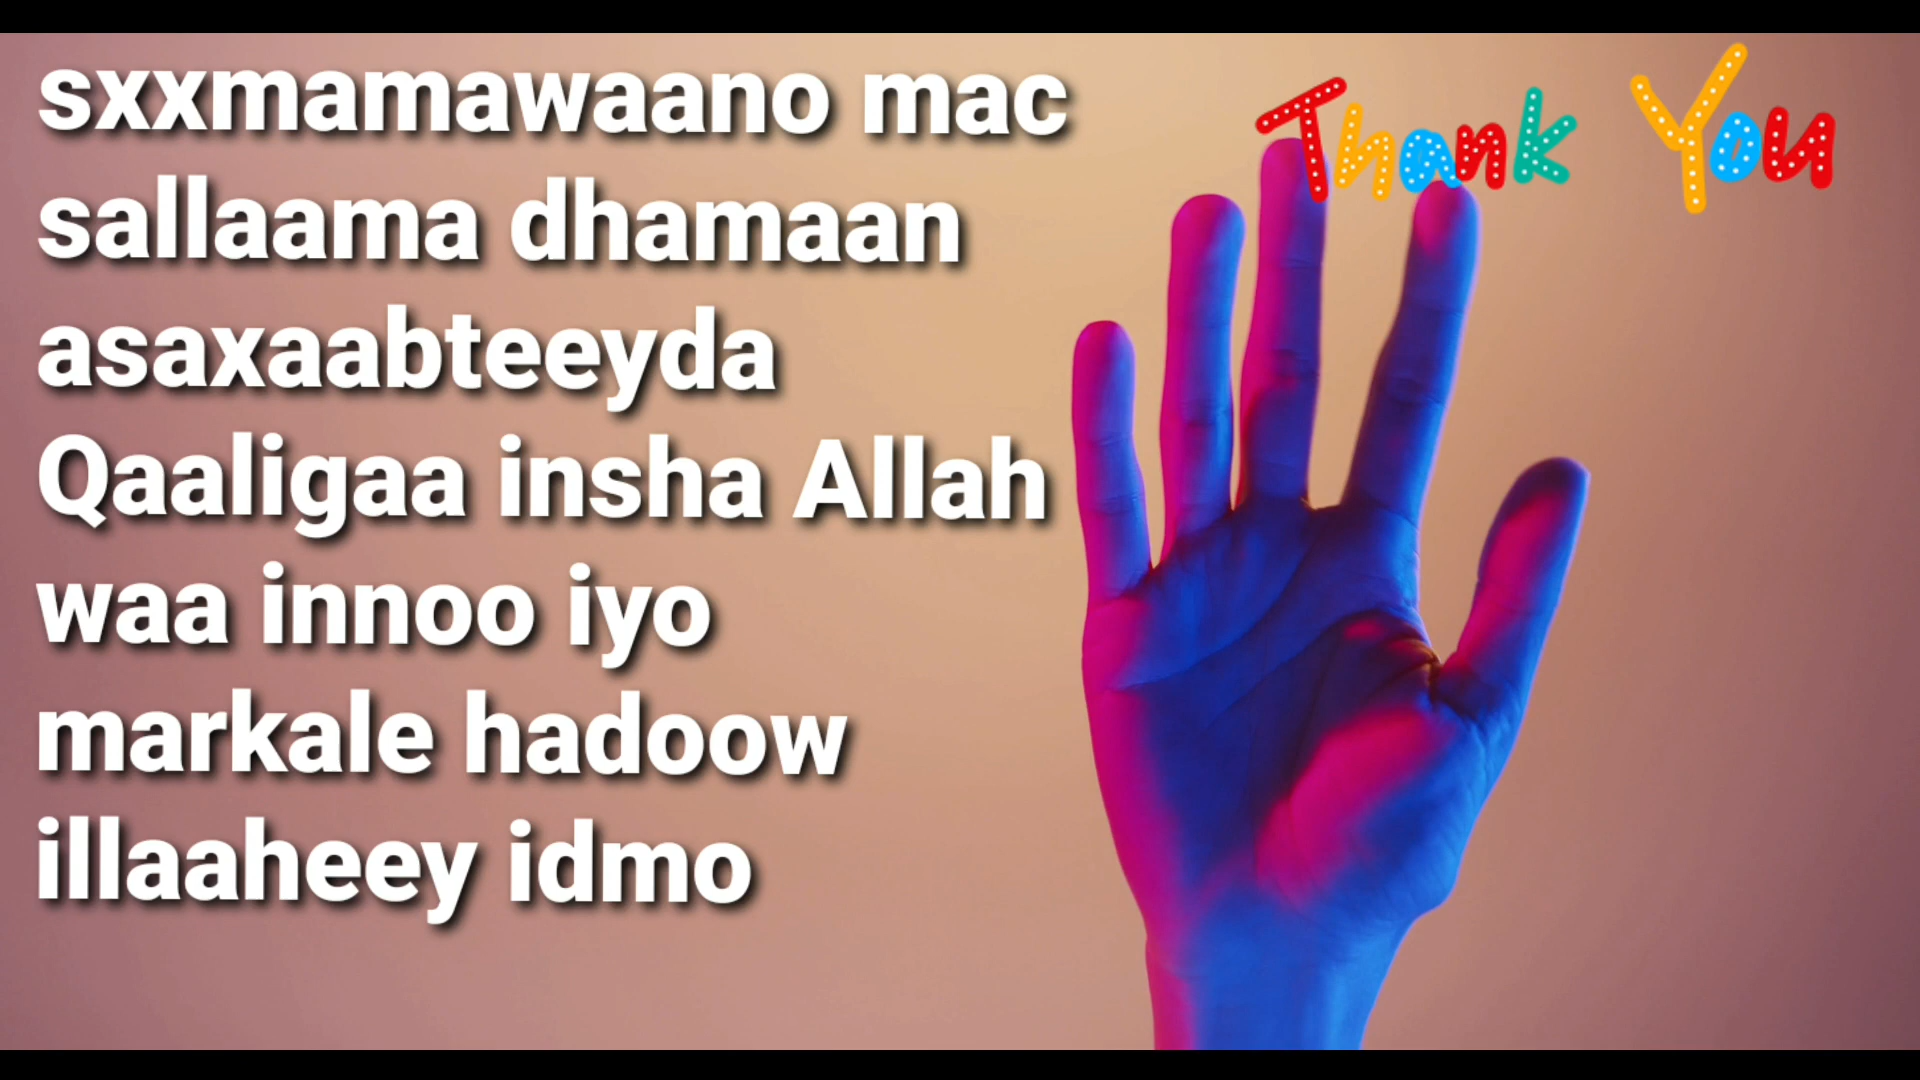 sxxmamawaano mac
sallaama dhamaan
asaxaabteeyda
Qaaligaa insha Allah
waa innoo iyo
markale hadoow
illaaheey idmo
Thank You